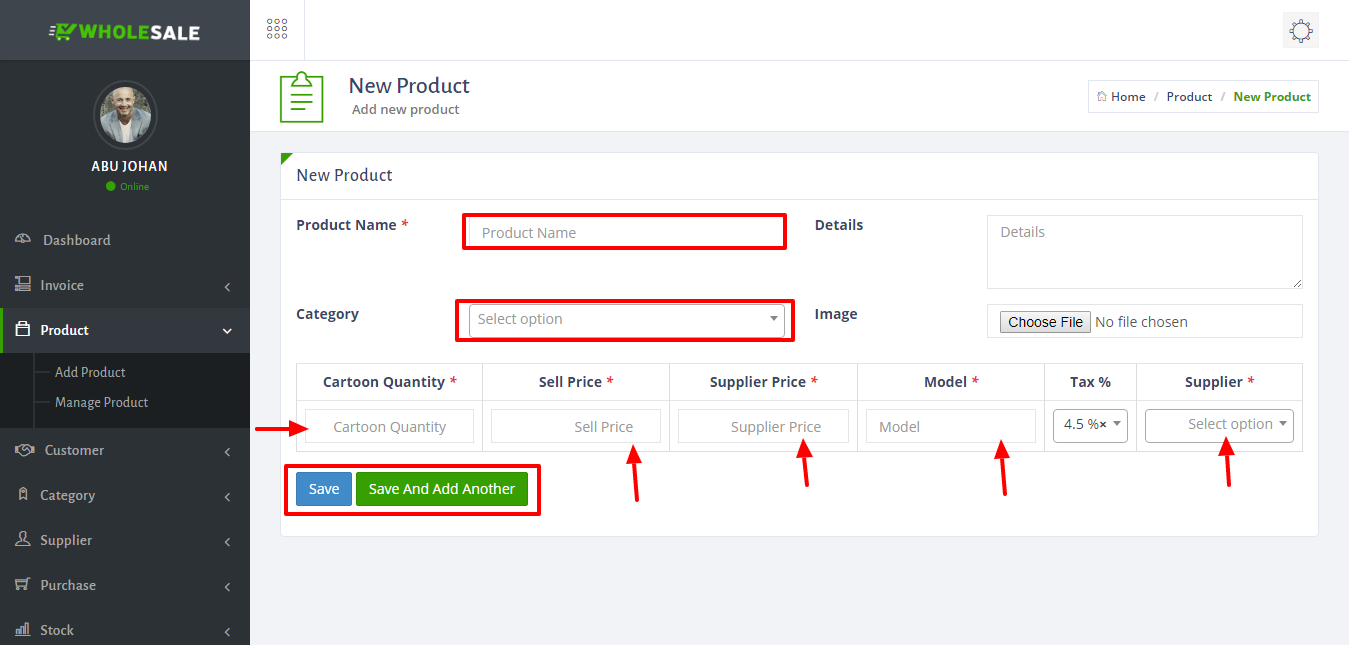 WHOLESALE
ABU JOHAN
Online
Dashboard
Invoice
Product
Add Product
Manage Product
Customer
Category
Supplier
Purchase
Stock
New Product
Add new product
Home / Product / New Product
New Product
Product Name *
Product Name
Details
Details
Category
Select option
Image
Choose File No file chosen
Cartoon Quantity * Sell Price * Supplier Price * Model * Tax % Supplier *
Cartoon Quantity Sell Price Supplier Price Model 4.5 %× Select option
Save Save And Add Another